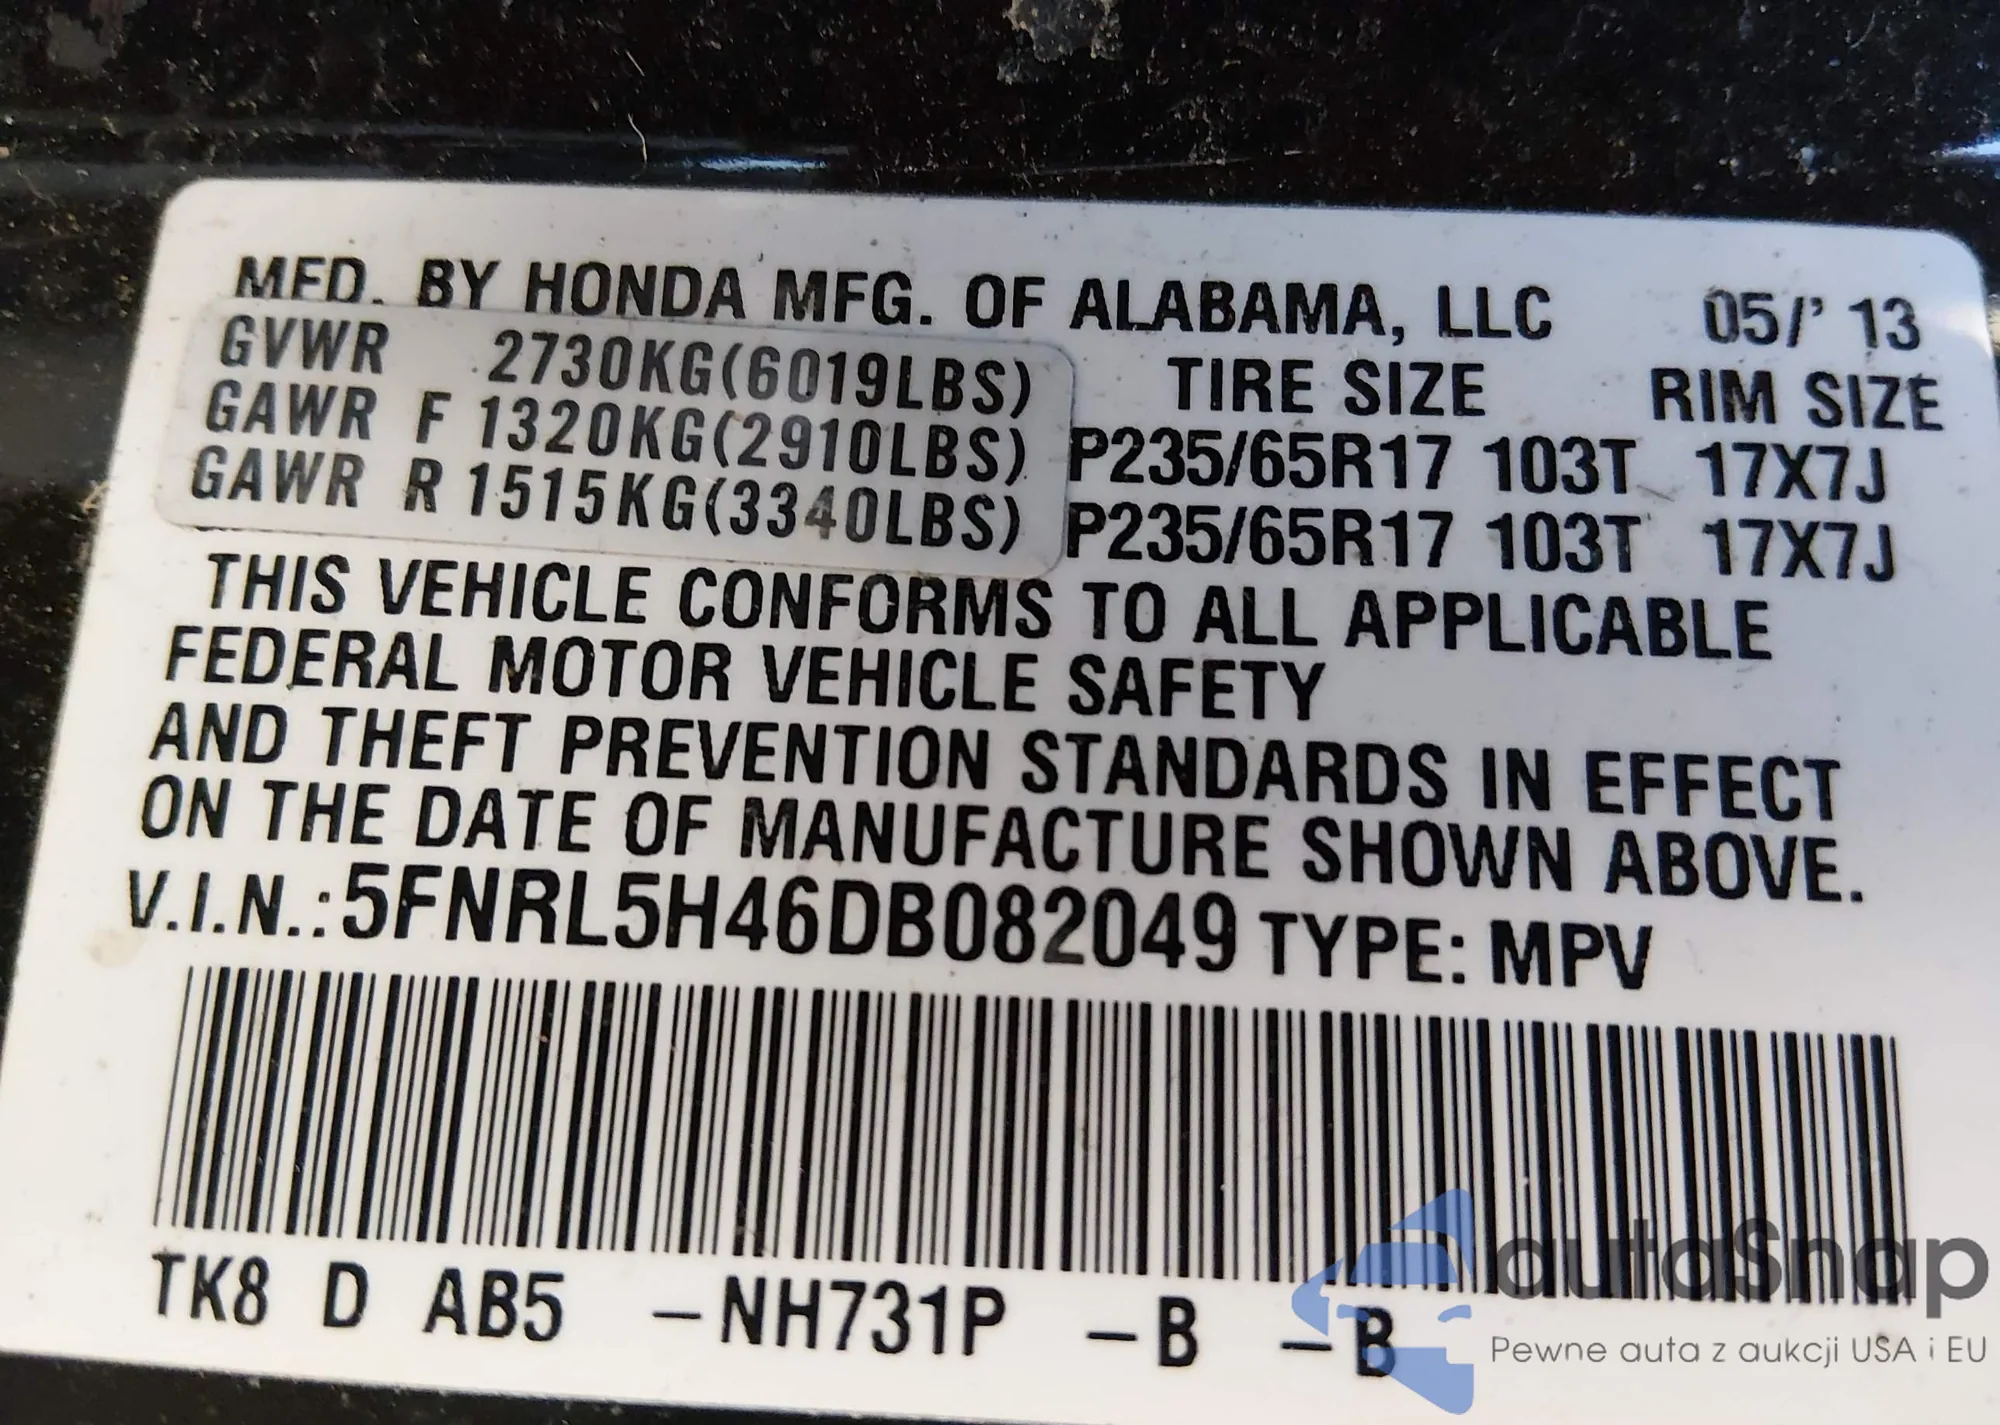 MFD. BY HONDA MFG. OF ALABAMA, LLC 05/' 13
GVWR 2730KG(6019LBS) TIRE SIZE RIM SIZE
GAWR F 1320KG(2910LBS) P235/65R17 103T 17X7J
GAWR R 1515KG(3340LBS) P235/65R17 103T 17X7J
THIS VEHICLE CONFORMS TO ALL APPLICABLE
FEDERAL MOTOR VEHICLE SAFETY
AND THEFT PREVENTION STANDARDS IN EFFECT
ON THE DATE OF MANUFACTURE SHOWN ABOVE.
V.I.N.:5FNRL5H46DB082049 TYPE: MPV
TK8 D AB5 -NH731P -B -B
autaSnap
Pewne auta z aukcji USA i EU